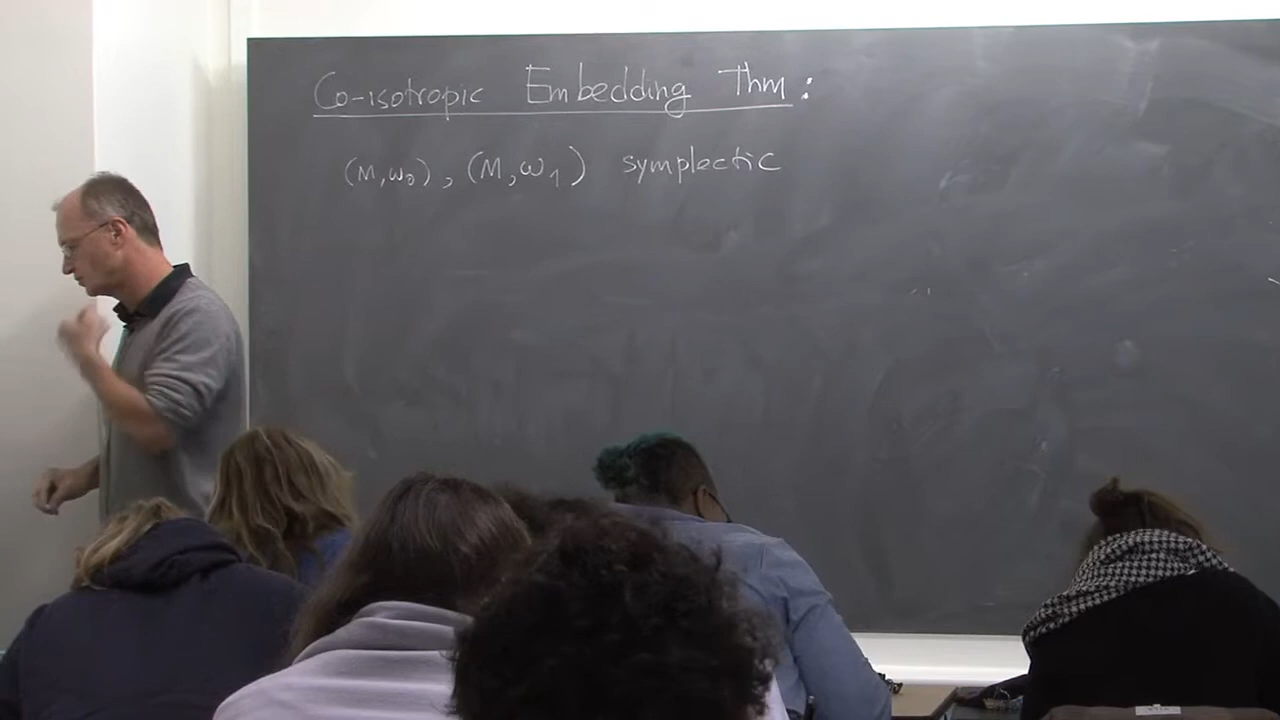 Co-isotropic Embedding Thm:
(M,ω₀), (M,ω₁) symplectic